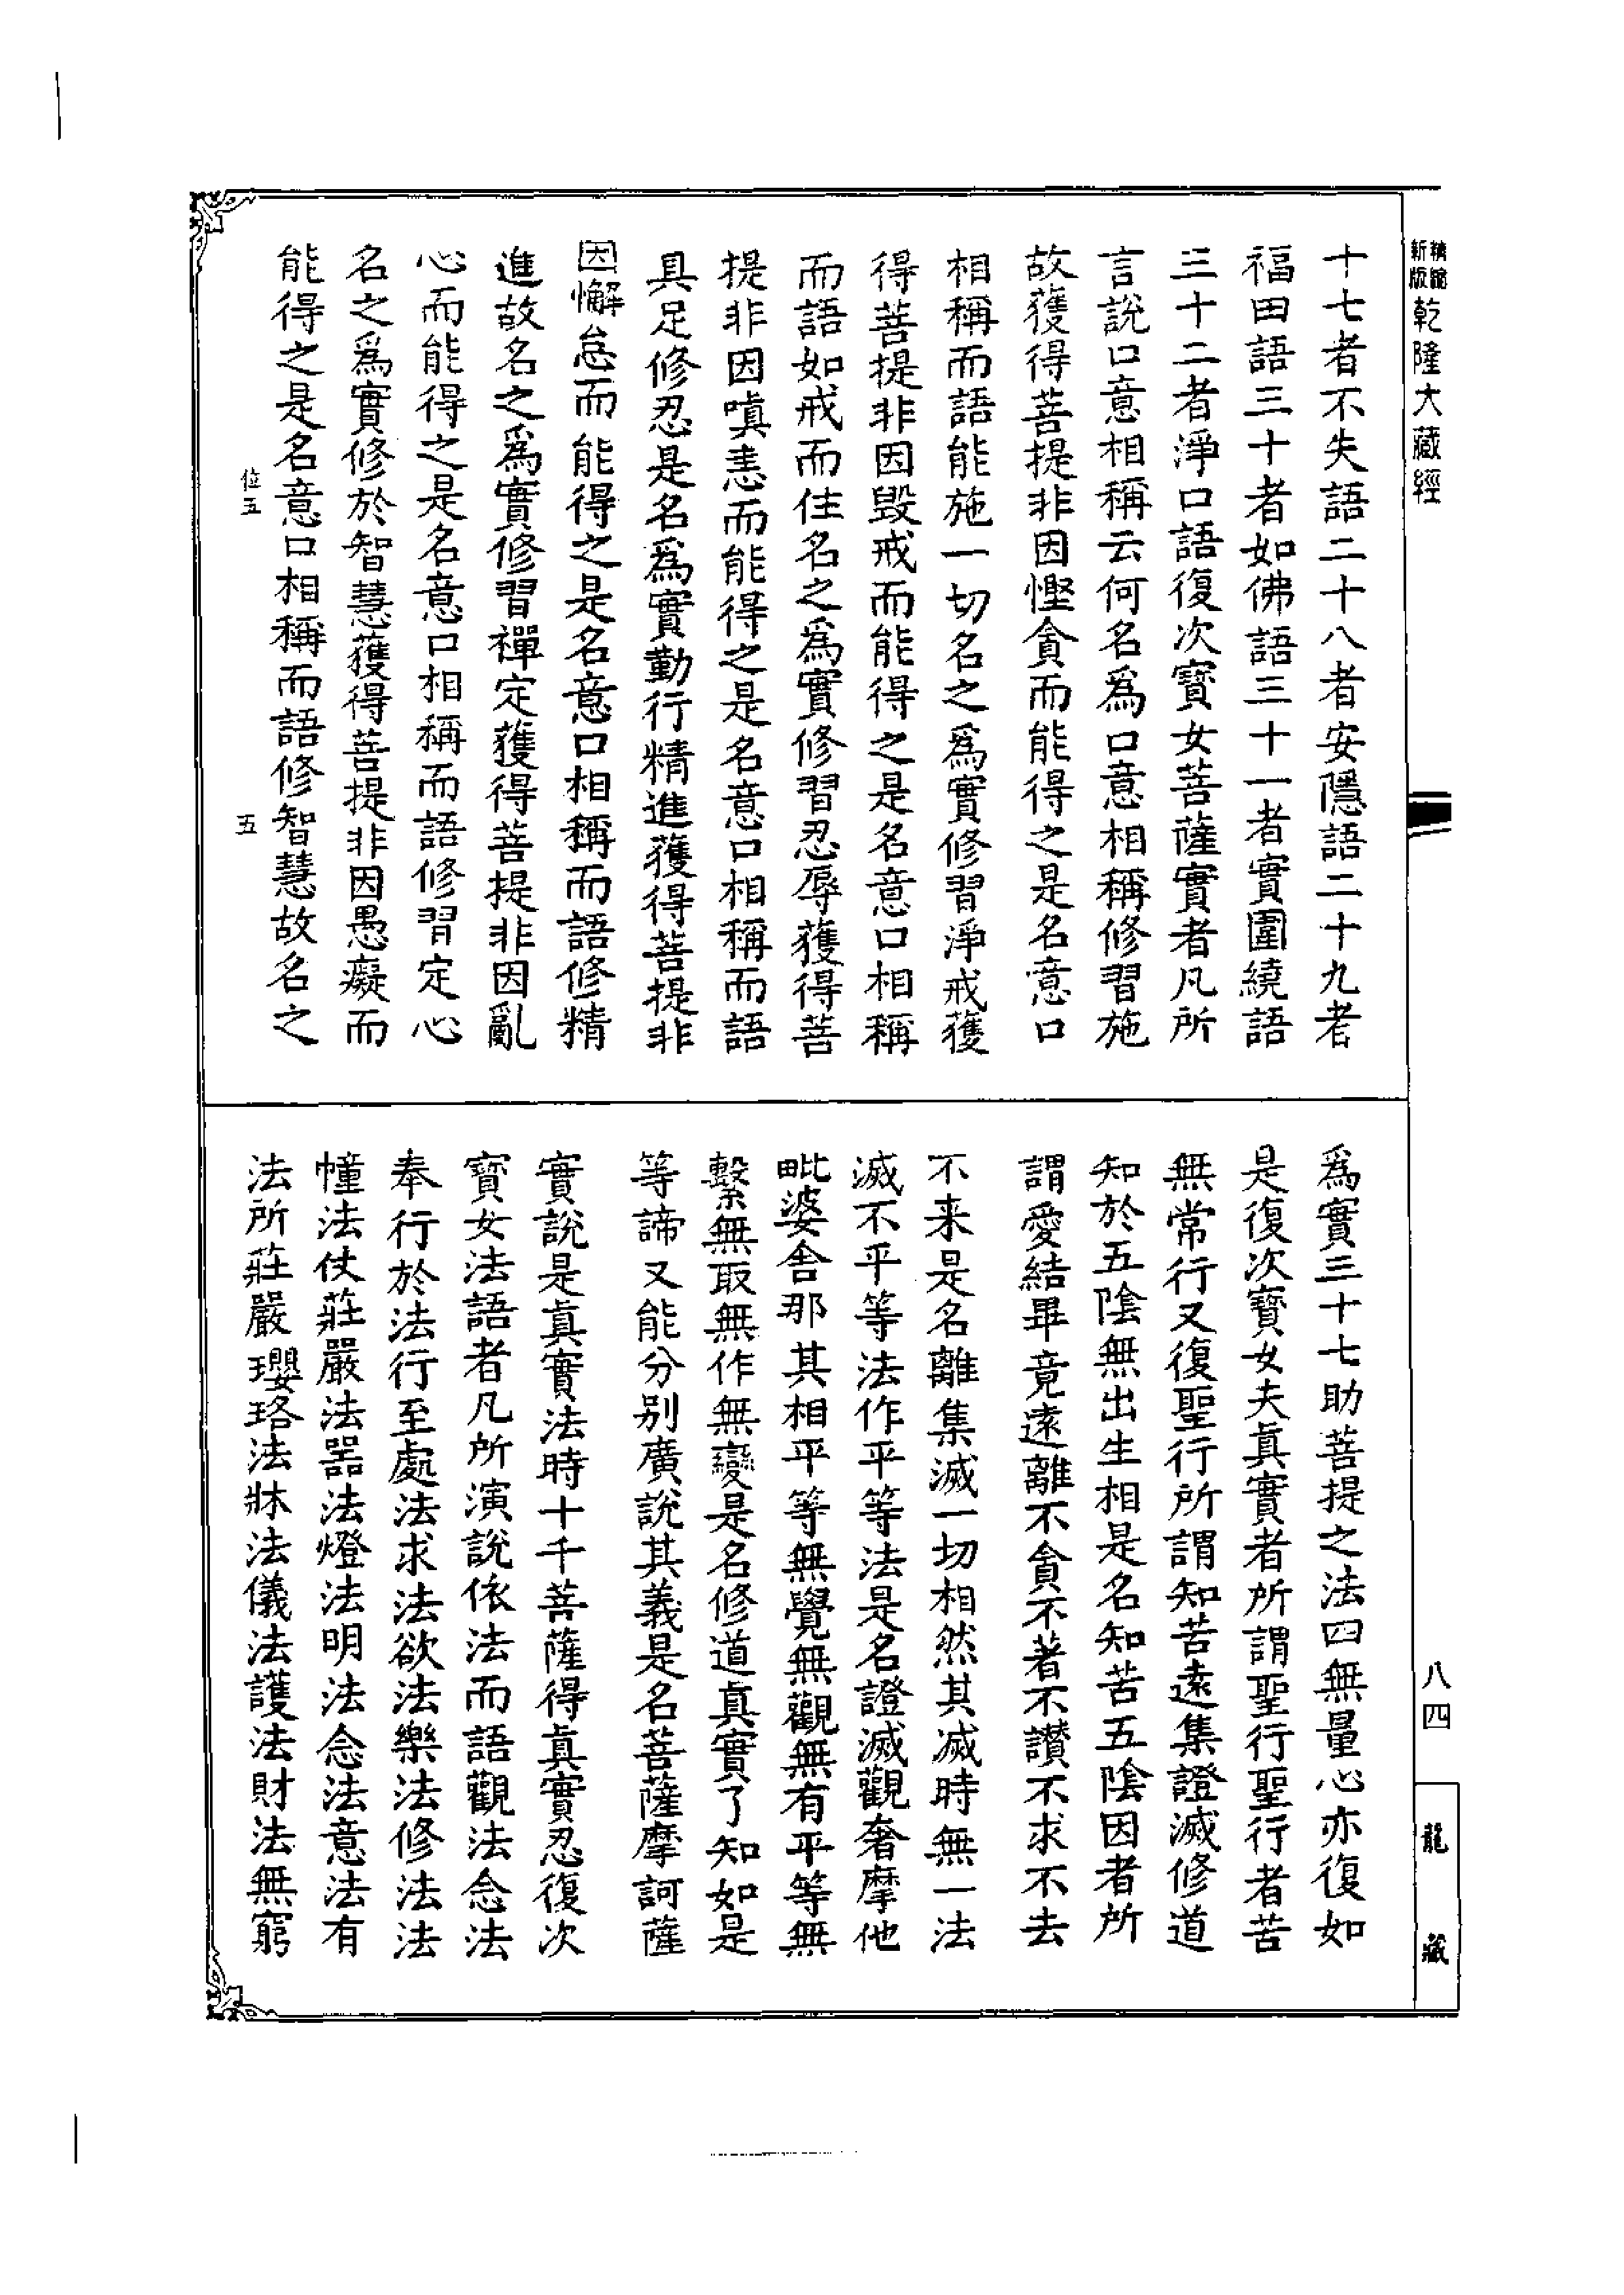 精縮新版乾隆大藏經
十七者不失語二十八者安隱語二十九者
福田語三十者如佛語三十一者實圍繞語
三十二者淨口語復次寶女菩薩實者凡所
言說口意相稱云何名爲口意相稱修習施
故獲得菩提非因慳貪而能得之是名意口
相稱而語能施一切名之爲實修習淨戒獲
得菩提非因毀戒而能得之是名意口相稱
而語如戒而住名之爲實修習忍辱獲得菩
提非因嗔恚而能得之是名意口相稱而語
具足修忍是名爲實勤行精進獲得菩提非
因懈怠而能得之是名意口相稱而語修精
進故名之爲實修習禪定獲得菩提非因亂
心而能得之是名意口相稱而語修習定心
名之爲實修於智慧獲得菩提非因愚癡而
能得之是名意口相稱而語修智慧故名之
位五
五
爲實三十七助菩提之法四無量心亦復如
是復次寶女夫眞實者所謂聖行聖行者苦
無常行又復聖行所謂知苦遠集證滅修道
知於五陰無出生相是名知苦五陰因者所
謂愛結畢竟遠離不貪不著不讚不求不去
不来是名離集滅一切相然其滅時無一法
滅不平等法作平等法是名證滅觀奢摩他
毗婆舍那其相平等無覺無觀無有平等無
繫無取無作無變是名修道眞實了知如是
等諦又能分別廣說其義是名菩薩摩訶薩
實說是眞實法時十千菩薩得眞實忍復次
寶女法語者凡所演說依法而語觀法念法
奉行於法行至處法求法欲法樂法修法法
幢法仗莊嚴法器法燈法明法念法意法有
法所莊嚴瓔珞法牀法儀法護法財法無窮
八四
龍藏